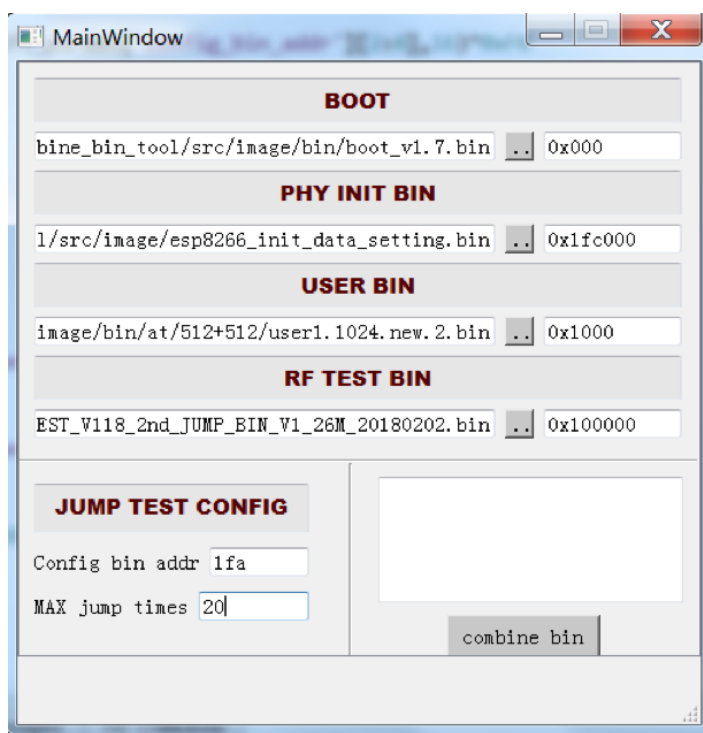 MainWindow
BOOT
bine_bin_tool/src/image/bin/boot_v1.7.bin .. 0x000
PHY INIT BIN
l/src/image/esp8266_init_data_setting.bin .. 0x1fc000
USER BIN
image/bin/at/512+512/user1.1024.new.2.bin .. 0x1000
RF TEST BIN
EST_V118_2nd_JUMP_BIN_V1_26M_20180202.bin .. 0x100000
JUMP TEST CONFIG
Config bin addr 1fa
MAX jump times 20
combine bin